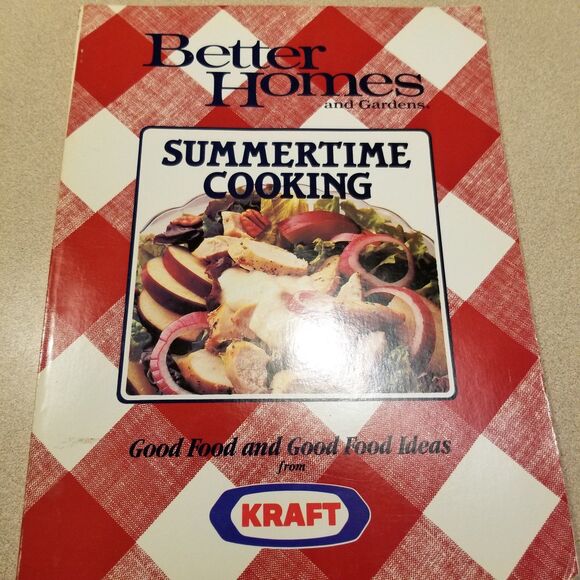 Better
Homes
and Gardens®
SUMMERTIME
COOKING
Good Food and Good Food Ideas
from
KRAFT